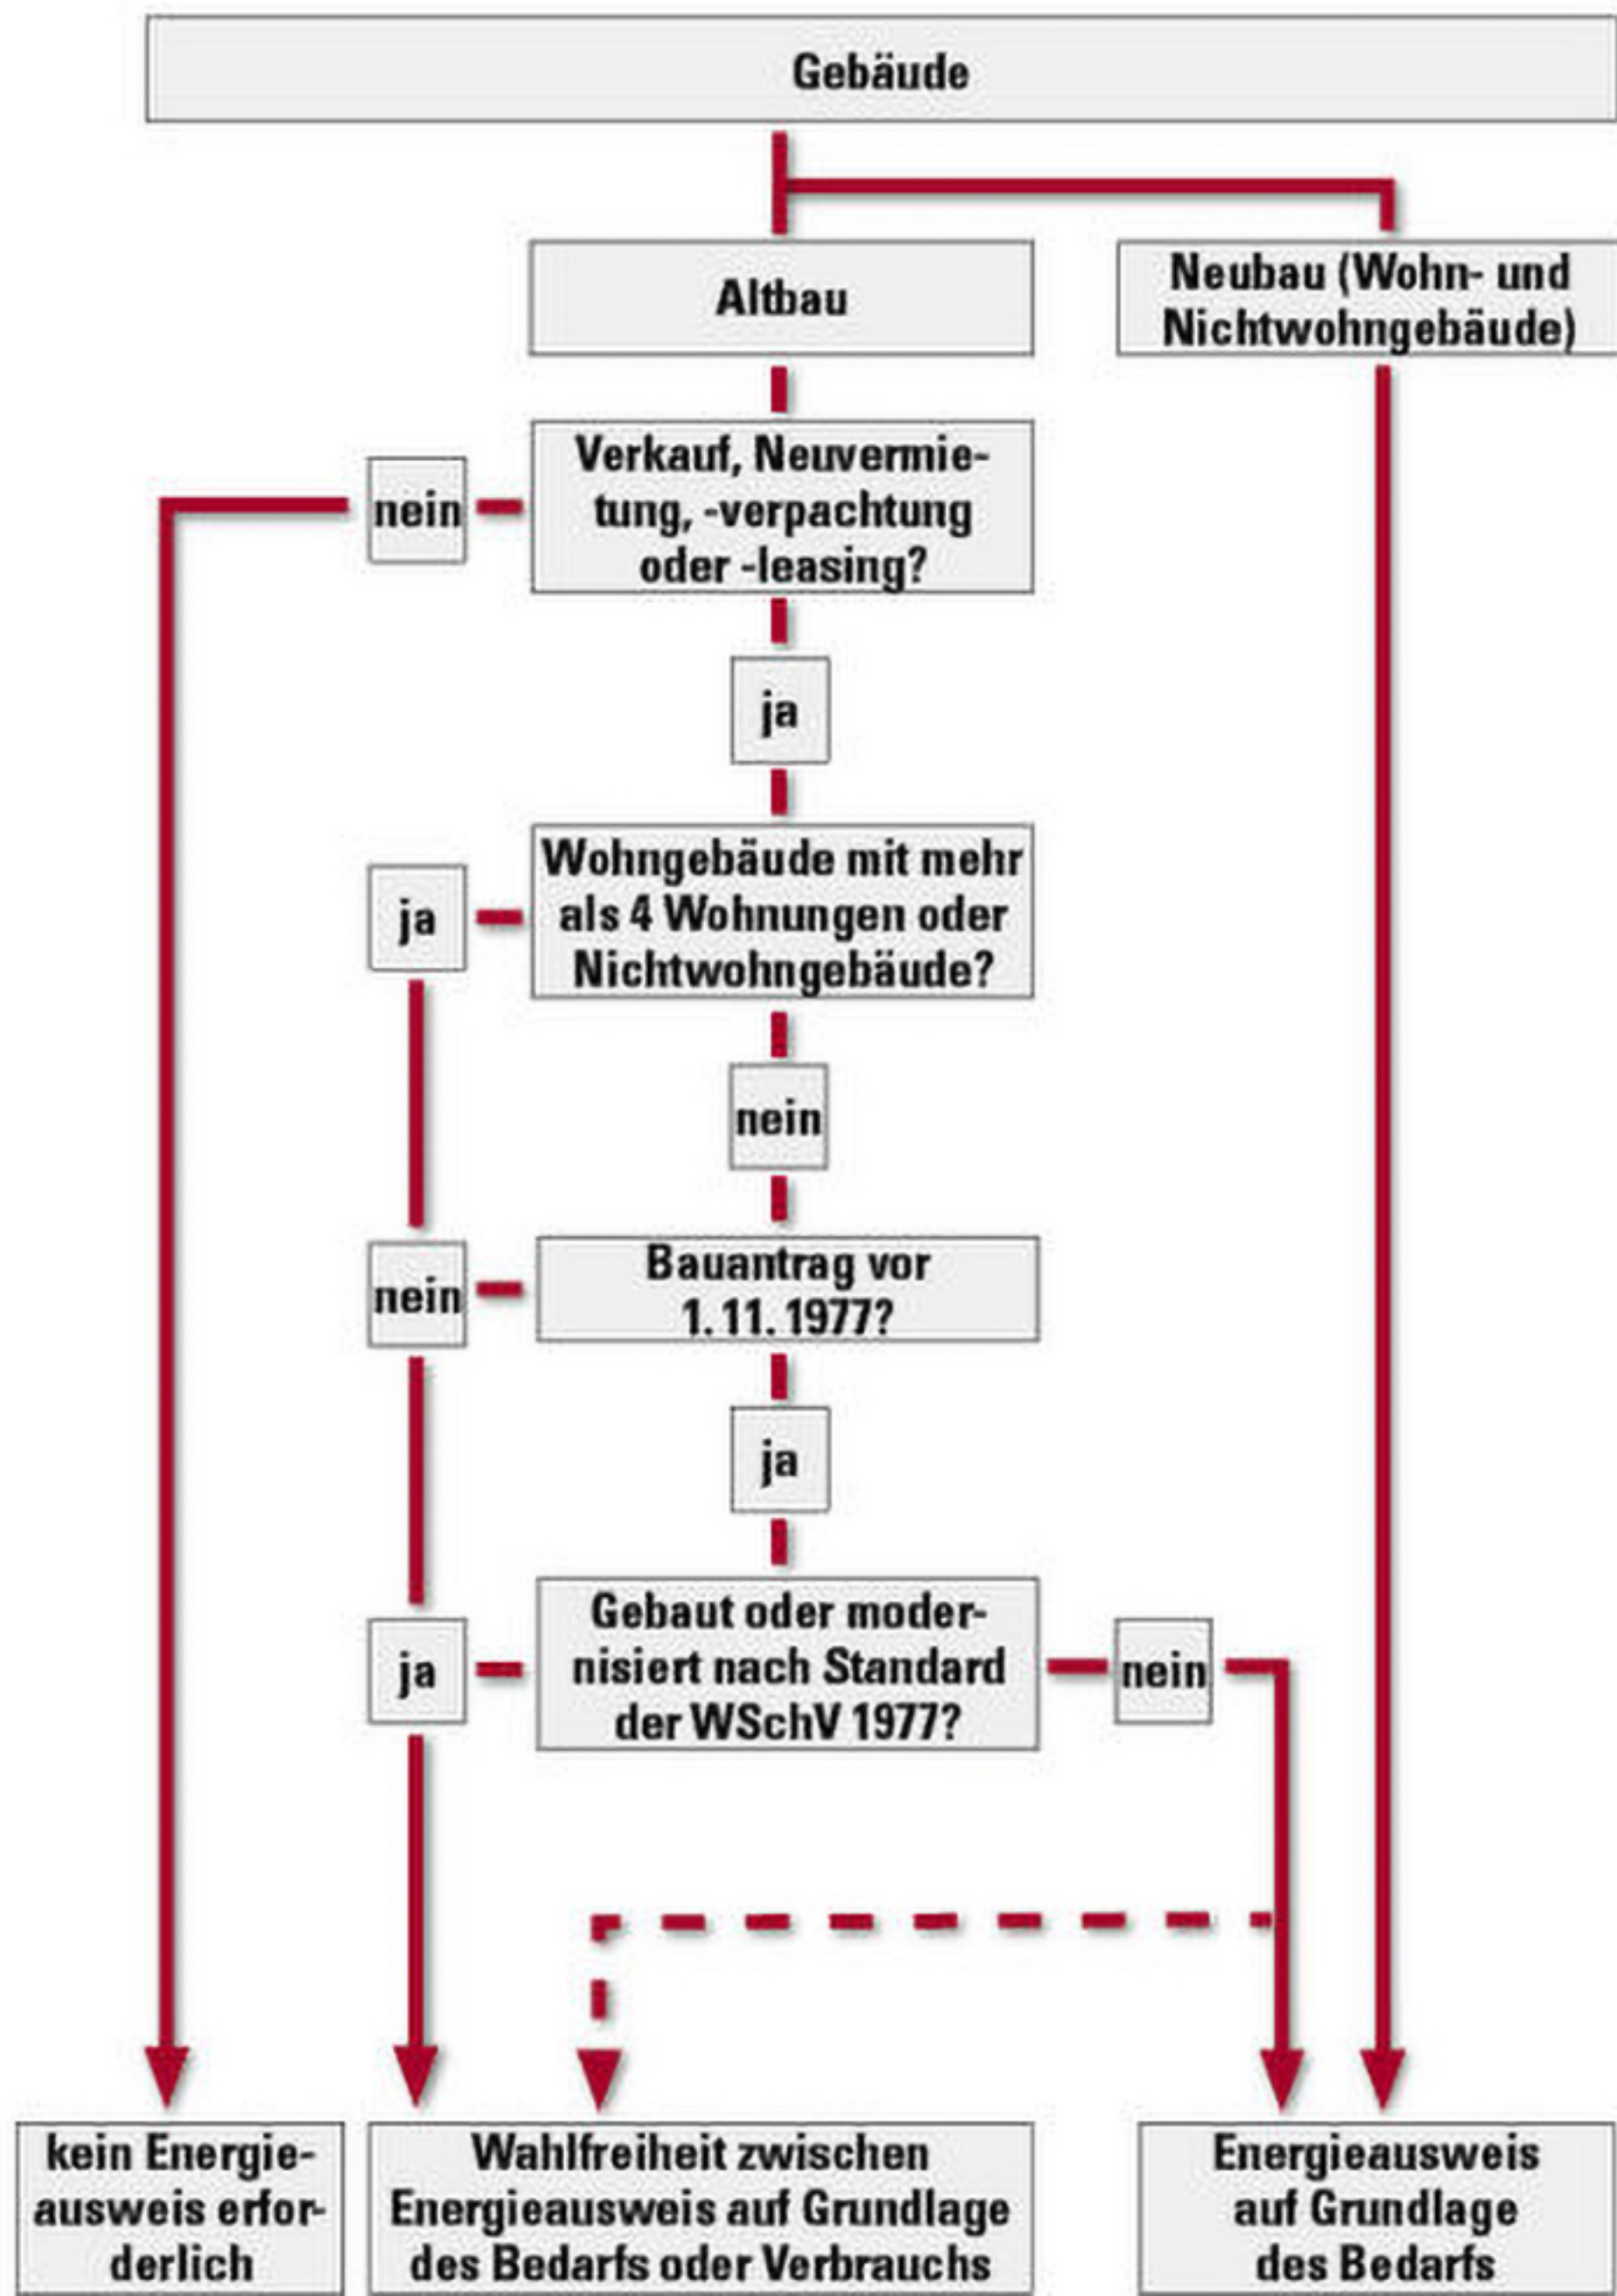 Gebäude
Altbau
Neubau (Wohn- und
Nichtwohngebäude)
Verkauf, Neuvermie-
tung, -verpachtung
oder -leasing?
nein
ja
Wohngebäude mit mehr
als 4 Wohnungen oder
Nichtwohngebäude?
ja
nein
Bauantrag vor
1. 11. 1977?
nein
ja
Gebaut oder moder-
nisiert nach Standard
der WSchV 1977?
ja
nein
kein Energie-
ausweis erfor-
derlich
Wahlfreiheit zwischen
Energieausweis auf Grundlage
des Bedarfs oder Verbrauchs
Energieausweis
auf Grundlage
des Bedarfs